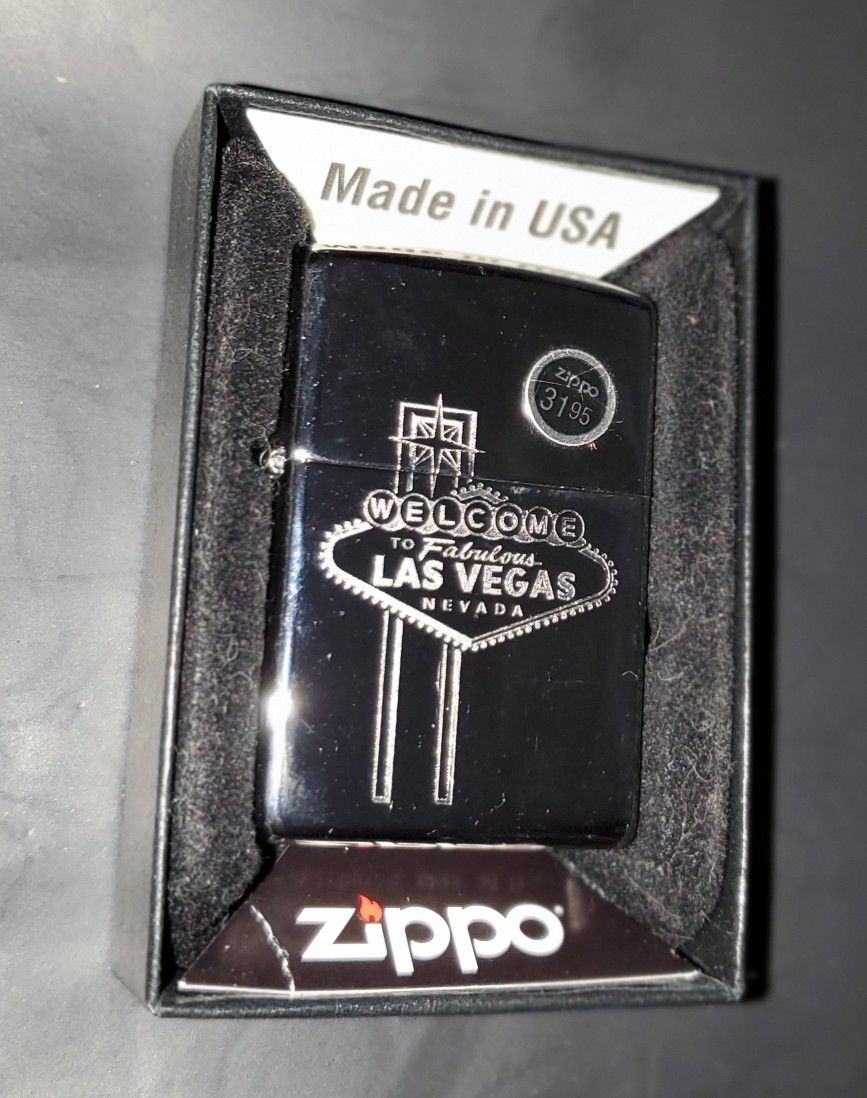 Made in USA
zippo
3195
WELCOME
TO Fabulous
LAS VEGAS
NEVADA
zippo